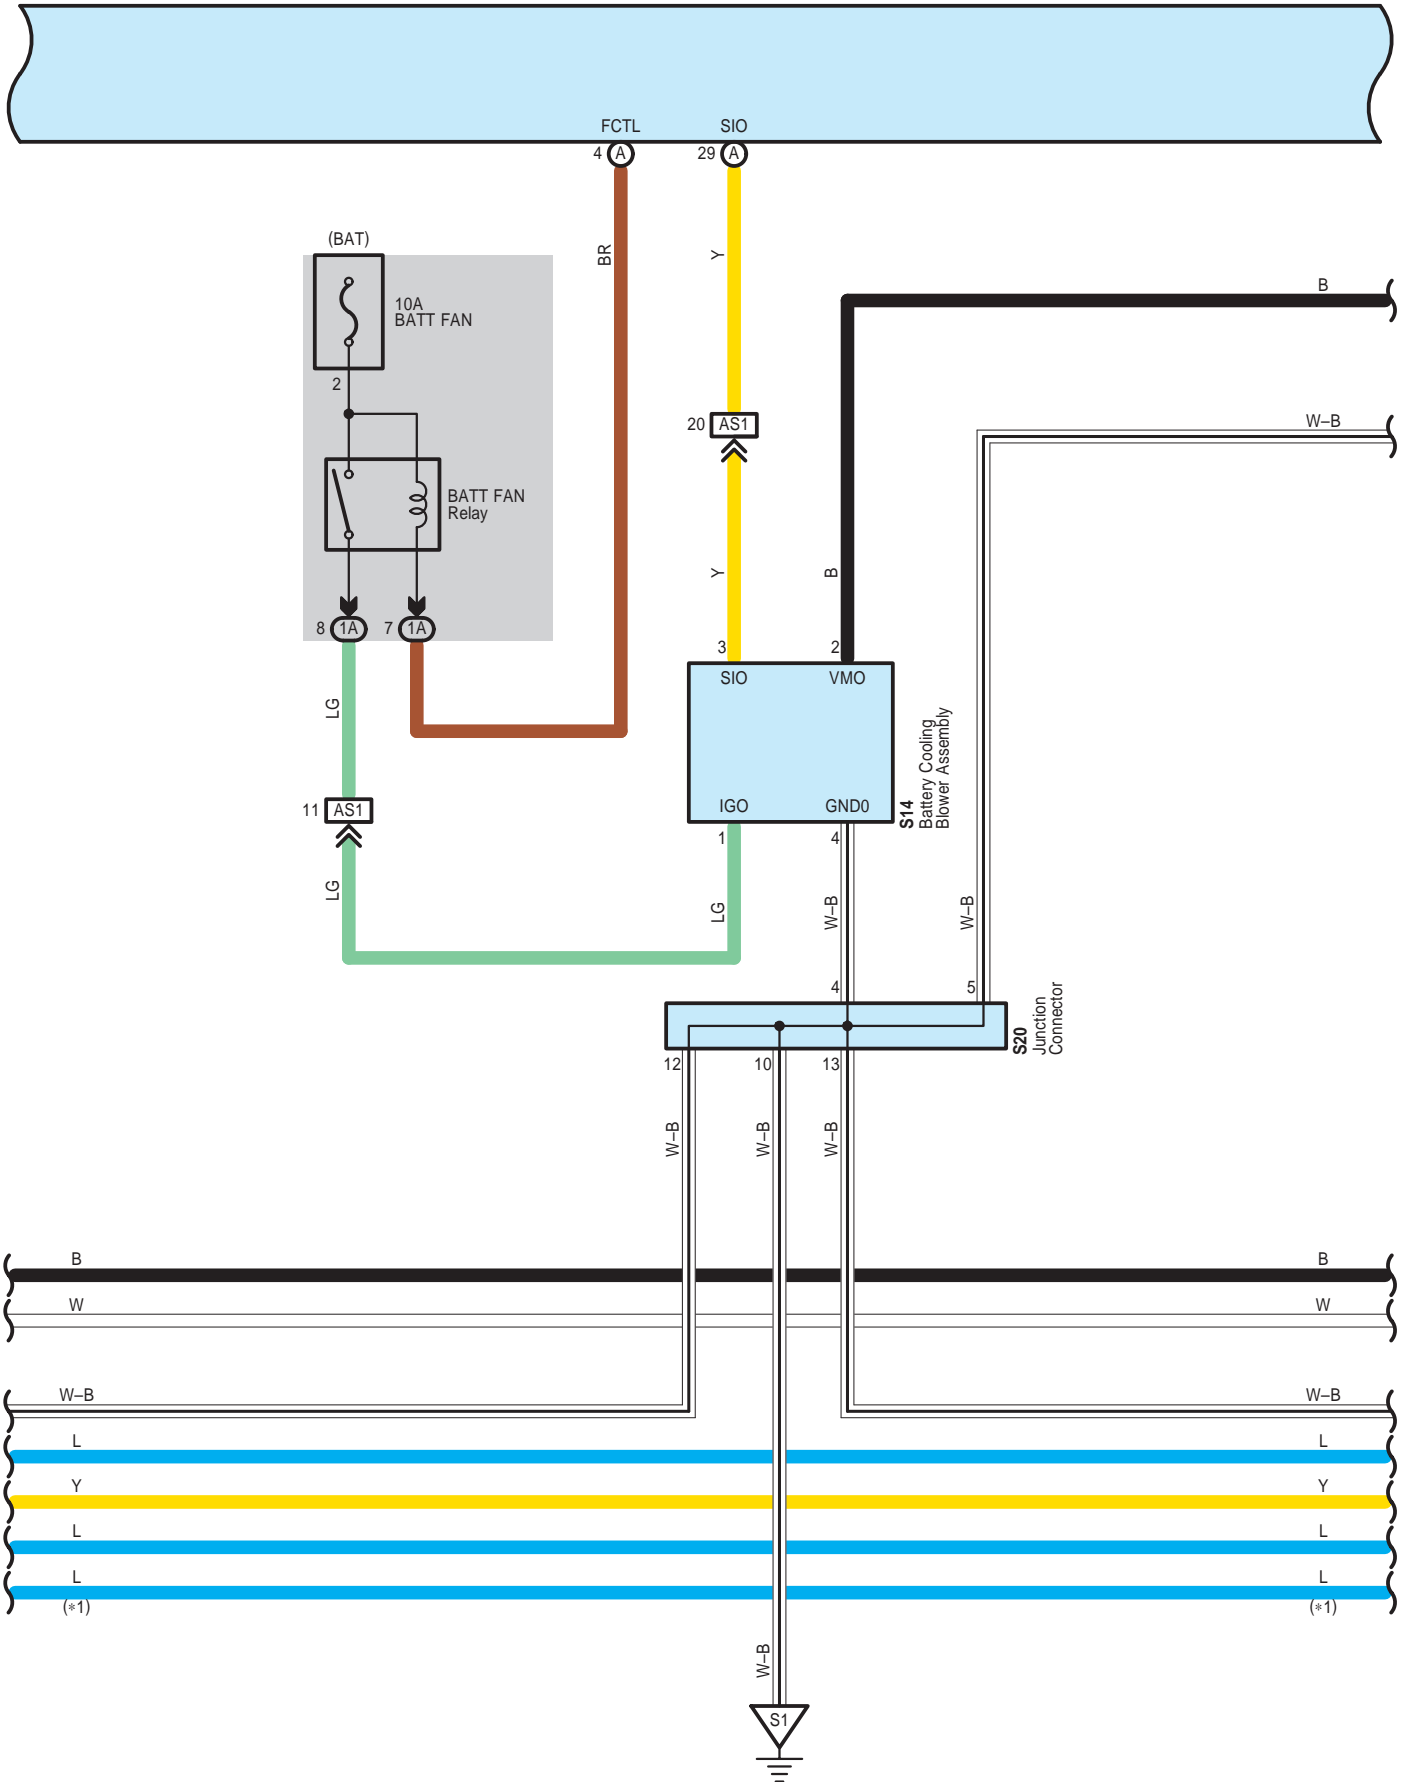 FCTL
SIO
4
A
29
A
(BAT)
BR
Y
B
10A
BATT FAN
2
20
AS1
W–B
BATT FAN
Relay
Y
B
8
1A
7
1A
3
2
SIO
VMO
LG
S14
Battery Cooling
Blower Assembly
11
AS1
IGO
GND0
1
4
LG
LG
W–B
W–B
4
5
S20
Junction
Connector
12
10
13
W–B
W–B
W–B
B
B
W
W
W–B
W–B
L
L
Y
Y
L
L
L
L
(*1)
(*1)
W–B
S1